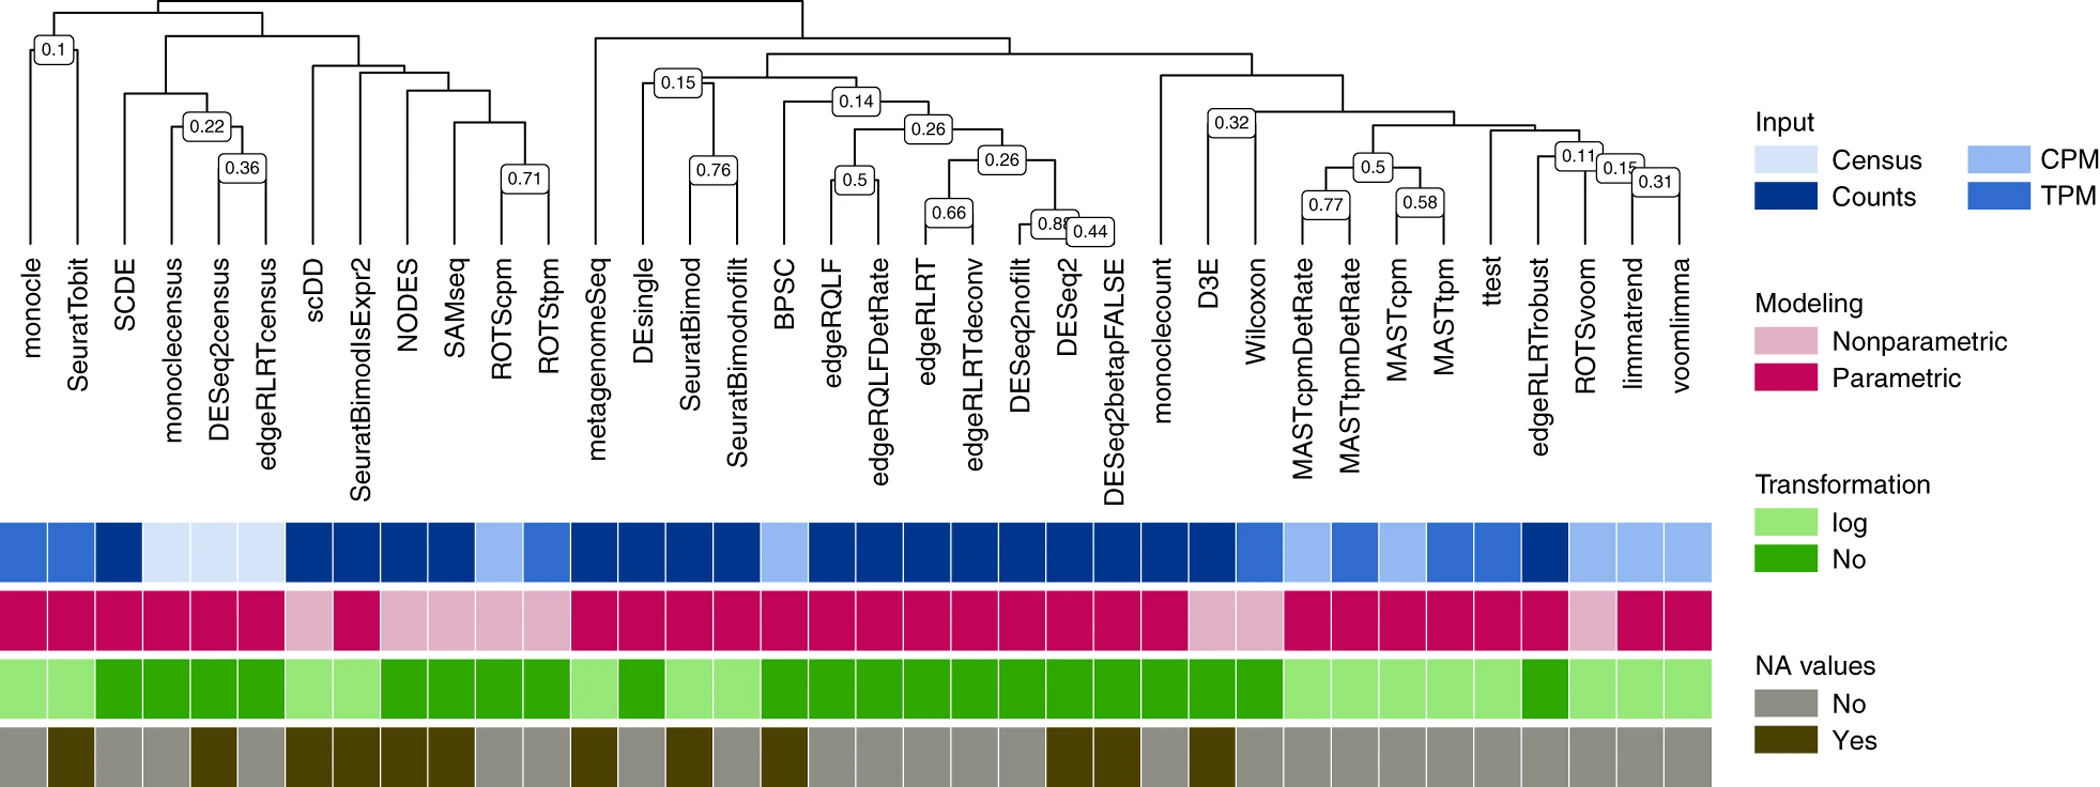 0.1
0.22
0.36
0.71
0.15
0.76
0.14
0.26
0.5
0.26
0.66
0.44
0.32
0.5
0.77
0.58
0.11
0.15
0.31
monocle
SeuratTobit
SCDE
monoclecensus
DESeq2census
edgeRLRTcensus
scDD
SeuratBimodIsExpr2
NODES
SAMseq
ROTScpm
ROTStpm
metagenomeSeq
DEsingle
SeuratBimod
SeuratBimodnofilt
BPSC
edgeRQLF
edgeRQLFDetRate
edgeRLRT
edgeRLRTdeconv
DESeq2nofilt
DESeq2
DESeq2betapFALSE
monoclecount
D3E
Wilcoxon
MASTcpmDetRate
MASTtpmDetRate
MASTcpm
MASTtpm
ttest
edgeRLRTrobust
ROTSvoom
limmatrend
voomlimma
Input
Census CPM
Counts TPM
Modeling
Nonparametric
Parametric
Transformation
log
No
NA values
No
Yes